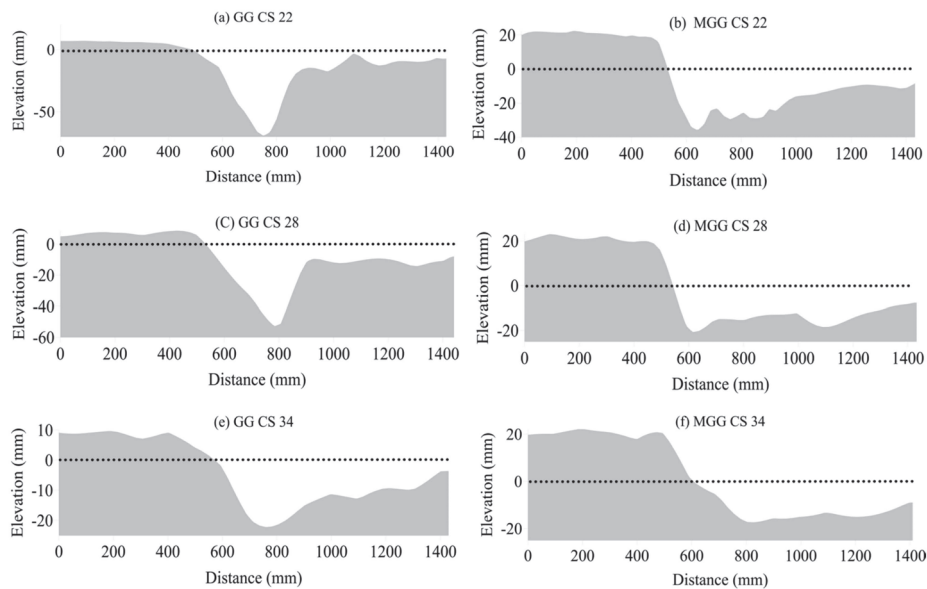 (a) GG CS 22
Elevation (mm)
0
-50
0 200 400 600 800 1000 1200 1400
Distance (mm)
(b) MGG CS 22
Elevation (mm)
20
0
-20
-40
0 200 400 600 800 1000 1200 1400
Distance (mm)
(C) GG CS 28
Elevation (mm)
0
-20
-40
-60
0 200 400 600 800 1000 1200 1400
Distance (mm)
(d) MGG CS 28
Elevation (mm)
20
0
-20
0 200 400 600 800 1000 1200 1400
Distance (mm)
(e) GG CS 34
Elevation (mm)
10
0
-10
-20
0 200 400 600 800 1000 1200 1400
Distance (mm)
(f) MGG CS 34
Elevation (mm)
20
0
-20
0 200 400 600 800 1000 1200 1400
Distance (mm)